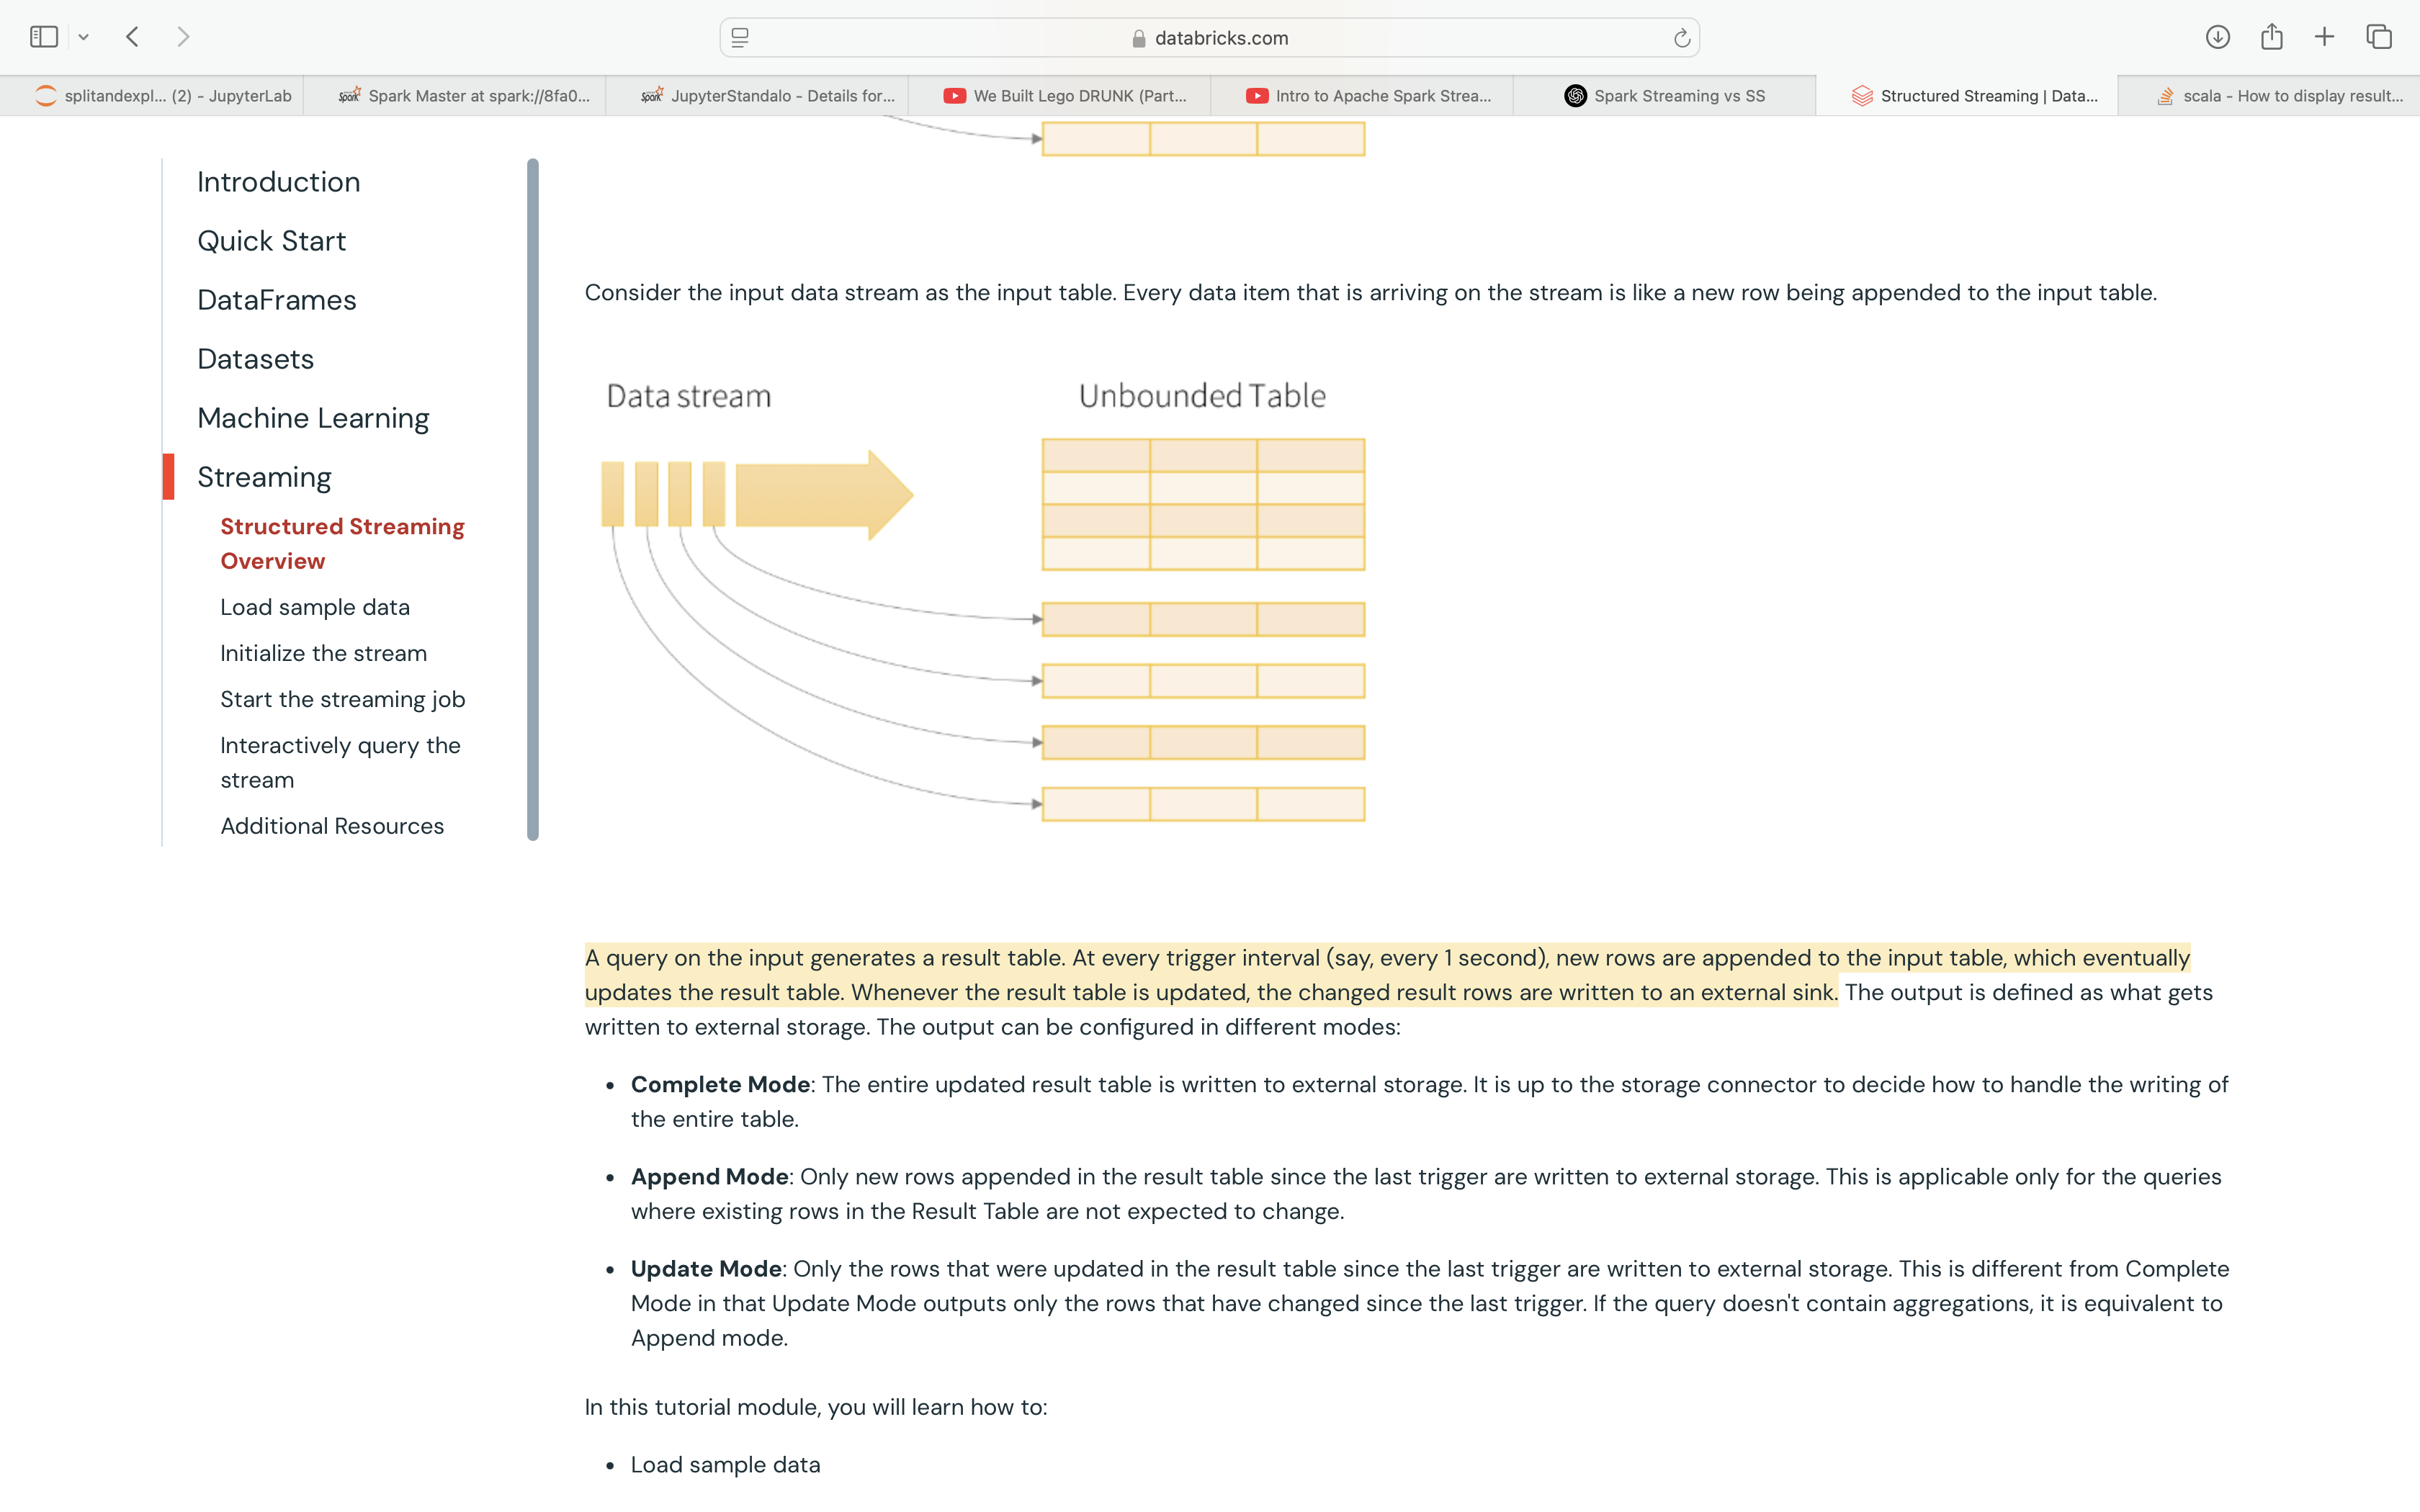 databricks.com
splitandexpl... (2) - JupyterLab
Spark Master at spark://8fa0...
JupyterStandalo - Details for...
We Built Lego DRUNK (Part...
Intro to Apache Spark Strea...
Spark Streaming vs SS
Structured Streaming | Data...
scala - How to display result...
Introduction
Quick Start
DataFrames
Datasets
Machine Learning
Streaming
Structured Streaming
Overview
Load sample data
Initialize the stream
Start the streaming job
Interactively query the
stream
Additional Resources
Consider the input data stream as the input table. Every data item that is arriving on the stream is like a new row being appended to the input table.
Data stream
Unbounded Table
A query on the input generates a result table. At every trigger interval (say, every 1 second), new rows are appended to the input table, which eventually
updates the result table. Whenever the result table is updated, the changed result rows are written to an external sink. The output is defined as what gets
written to external storage. The output can be configured in different modes:
• Complete Mode: The entire updated result table is written to external storage. It is up to the storage connector to decide how to handle the writing of
the entire table.
• Append Mode: Only new rows appended in the result table since the last trigger are written to external storage. This is applicable only for the queries
where existing rows in the Result Table are not expected to change.
• Update Mode: Only the rows that were updated in the result table since the last trigger are written to external storage. This is different from Complete
Mode in that Update Mode outputs only the rows that have changed since the last trigger. If the query doesn't contain aggregations, it is equivalent to
Append mode.
In this tutorial module, you will learn how to:
• Load sample data